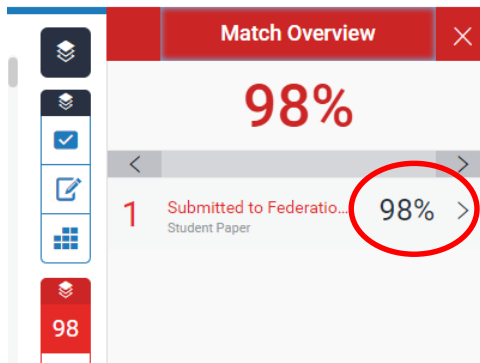 Match Overview
98%
1 Submitted to Federatio... 98%
Student Paper
98